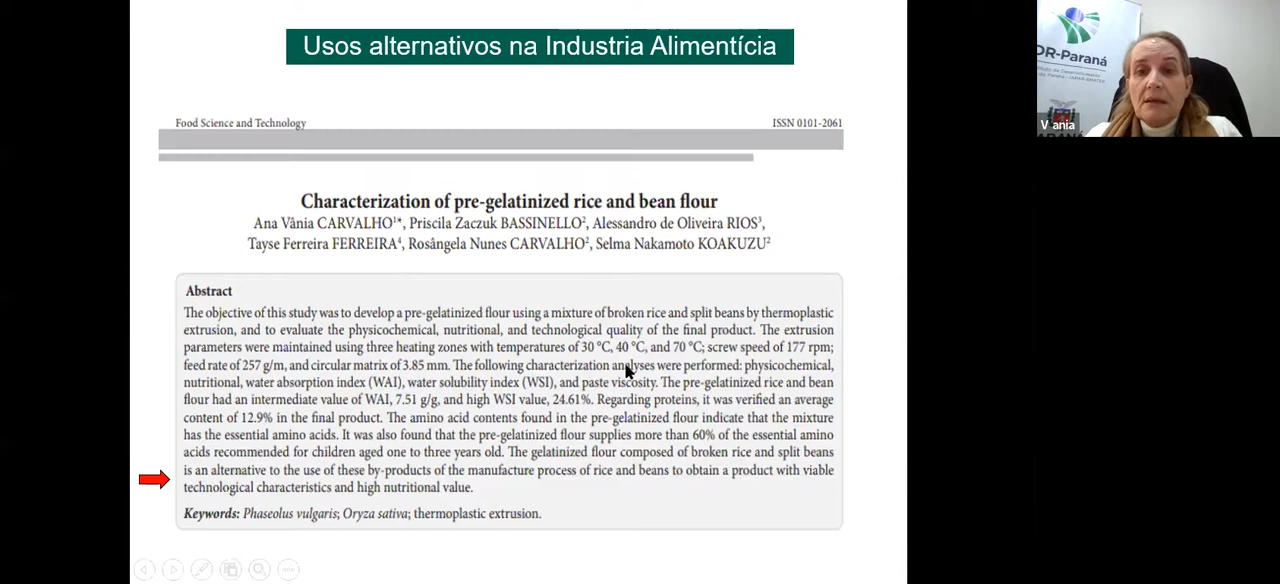 Usos alternativos na Industria Alimentícia
Food Science and Technology
ISSN 0101-2061
Characterization of pre-gelatinized rice and bean flour
Ana Vânia CARVALHO¹*, Priscila Zaczuk BASSINELLO², Alessandro de Oliveira RIOS³,
Tayse Ferreira FERREIRA⁴, Rosângela Nunes CARVALHO², Selma Nakamoto KOAKUZU²
Abstract
The objective of this study was to develop a pre-gelatinized flour using a mixture of broken rice and split beans by thermoplastic
extrusion, and to evaluate the physicochemical, nutritional, and technological quality of the final product. The extrusion
parameters were maintained using three heating zones with temperatures of 30 °C, 40 °C, and 70 °C; screw speed of 177 rpm;
feed rate of 257 g/m, and circular matrix of 3.85 mm. The following characterization analyses were performed: physicochemical,
nutritional, water absorption index (WAI), water solubility index (WSI), and paste viscosity. The pre-gelatinized rice and bean
flour had an intermediate value of WAI, 7.51 g/g, and high WSI value, 24.61%. Regarding proteins, it was verified an average
content of 12.9% in the final product. The amino acid contents found in the pre-gelatinized flour indicate that the mixture
has the essential amino acids. It was also found that the pre-gelatinized flour supplies more than 60% of the essential amino
acids recommended for children aged one to three years old. The gelatinized flour composed of broken rice and split beans
is an alternative to the use of these by-products of the manufacture process of rice and beans to obtain a product with viable
technological characteristics and high nutritional value.
Keywords: Phaseolus vulgaris; Oryza sativa; thermoplastic extrusion.
DR-Paraná
V ania